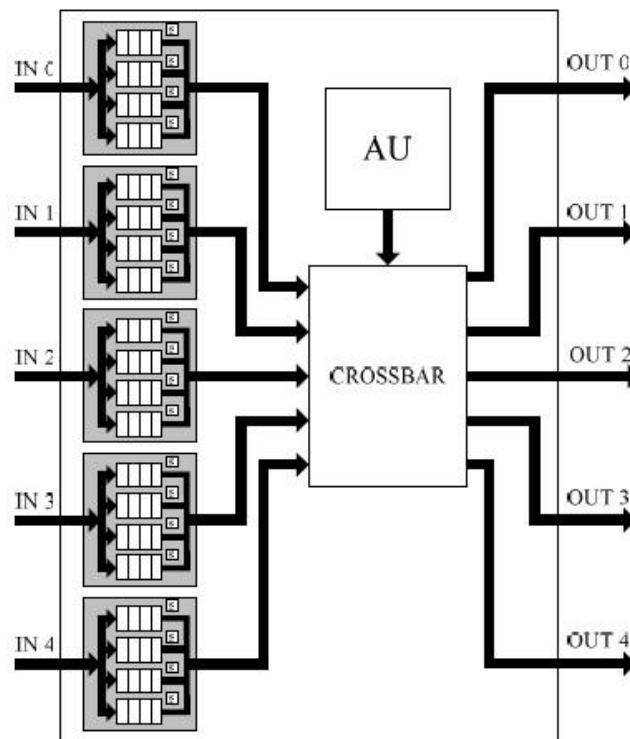 IN 0
OUT 0
AU
IN 1
OUT 1
IN 2
CROSSBAR
OUT 2
IN 3
OUT 3
IN 4
OUT 4